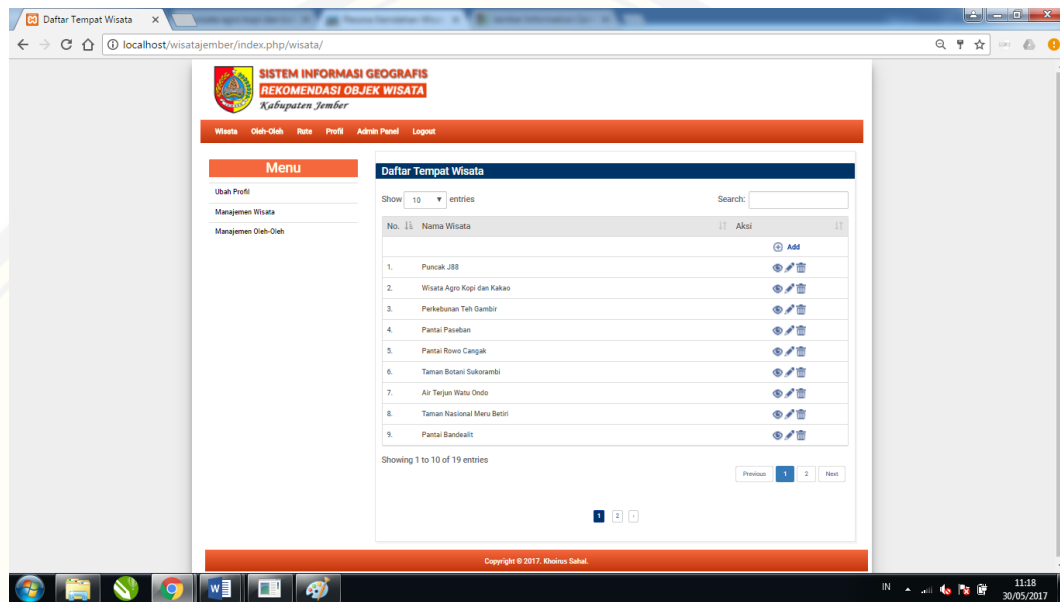 Daftar Tempat Wisata
localhost/wisatajember/index.php/wisata/
SISTEM INFORMASI GEOGRAFIS
REKOMENDASI OBJEK WISATA
Kabupaten Jember
Wisata Oleh-Oleh Rute Profil Admin Panel Logout
Menu
Ubah Profil
Manajemen Wisata
Manajemen Oleh-Oleh
Daftar Tempat Wisata
Show 10 entries Search:
No. Nama Wisata Aksi
Add
1. Puncak J88
2. Wisata Agro Kopi dan Kakao
3. Perkebunan Teh Gambir
4. Pantai Paseban
5. Pantai Rowo Cangak
6. Taman Botani Sukorambi
7. Air Terjun Watu Ondo
8. Taman Nasional Meru Betiri
9. Pantai Bandealit
Showing 1 to 10 of 19 entries
Previous 1 2 Next
1 2 ›
Copyright © 2017. Khoirus Sahal.
IN 11:18
30/05/2017